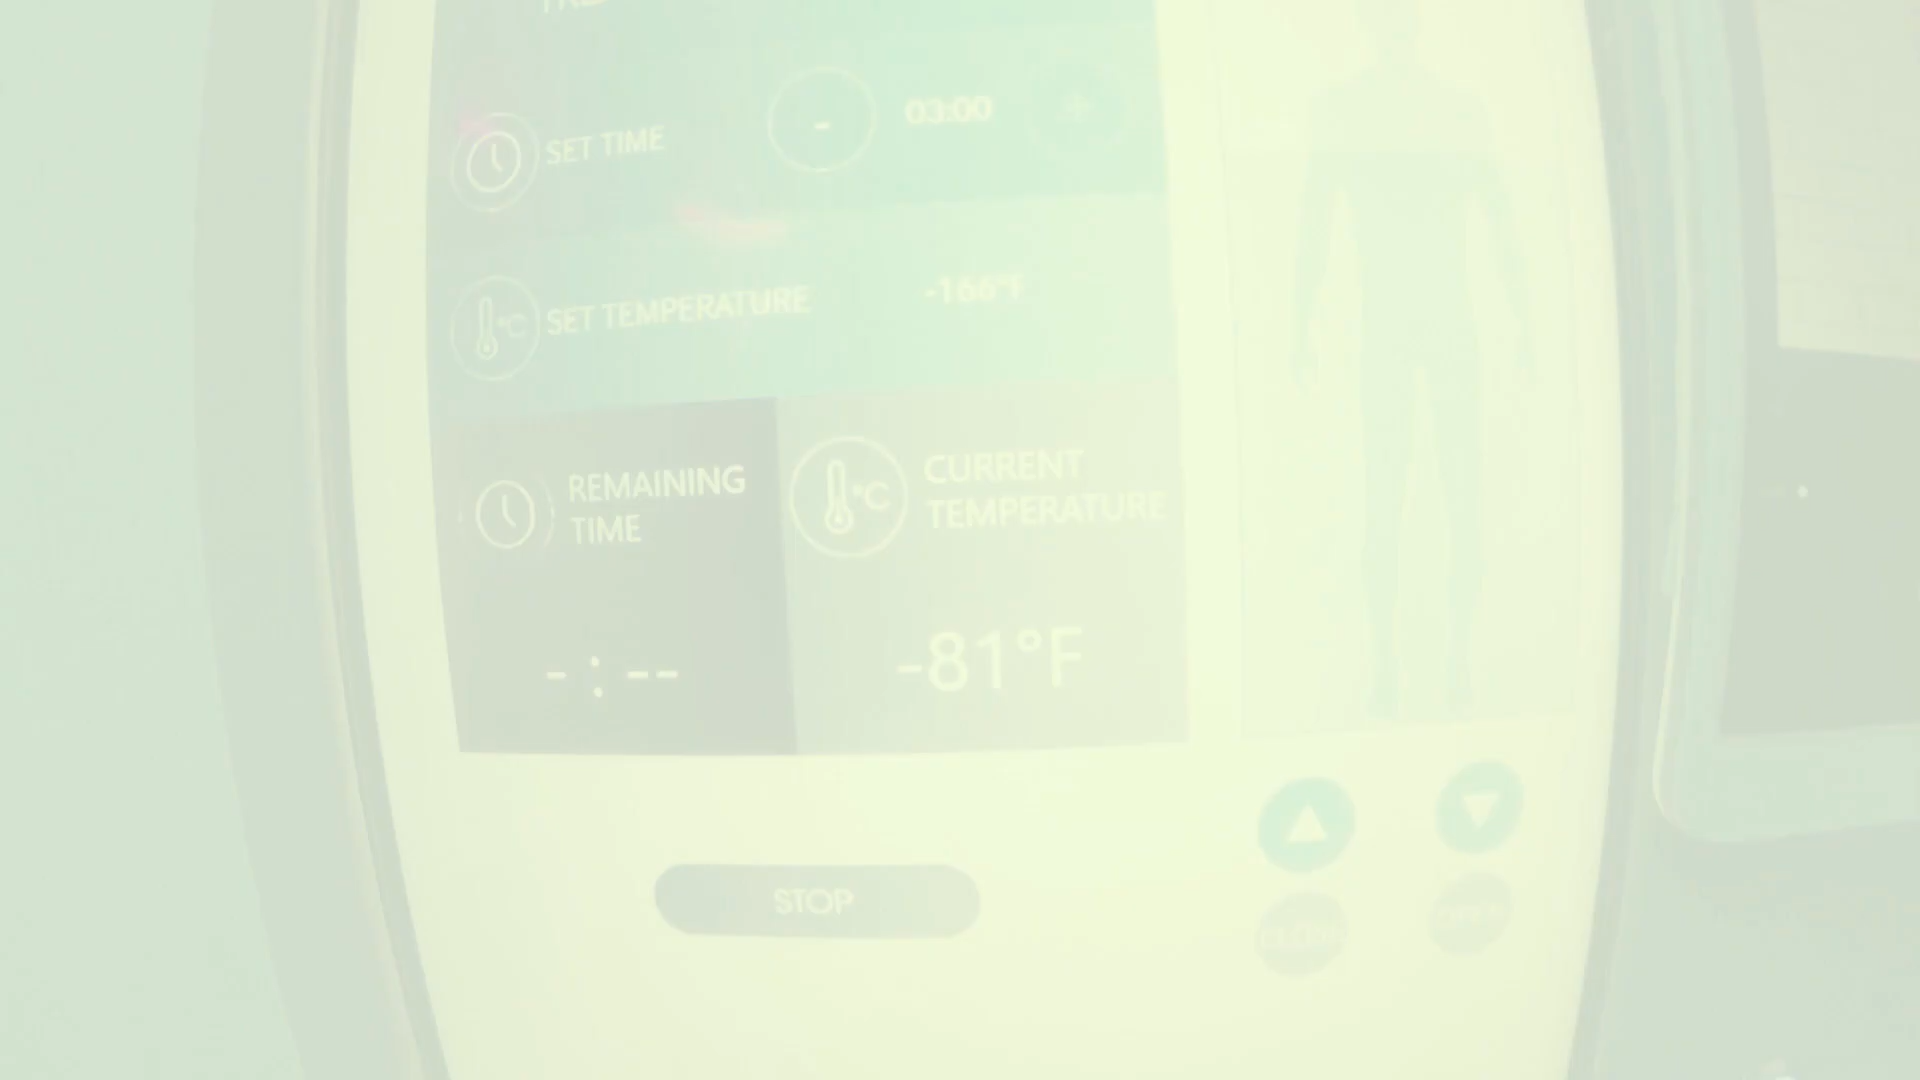 SET TIME
-
03:00
+
°C
SET TEMPERATURE
-166°F
REMAINING
TIME
- : --
°C
CURRENT
TEMPERATURE
-81°F
STOP